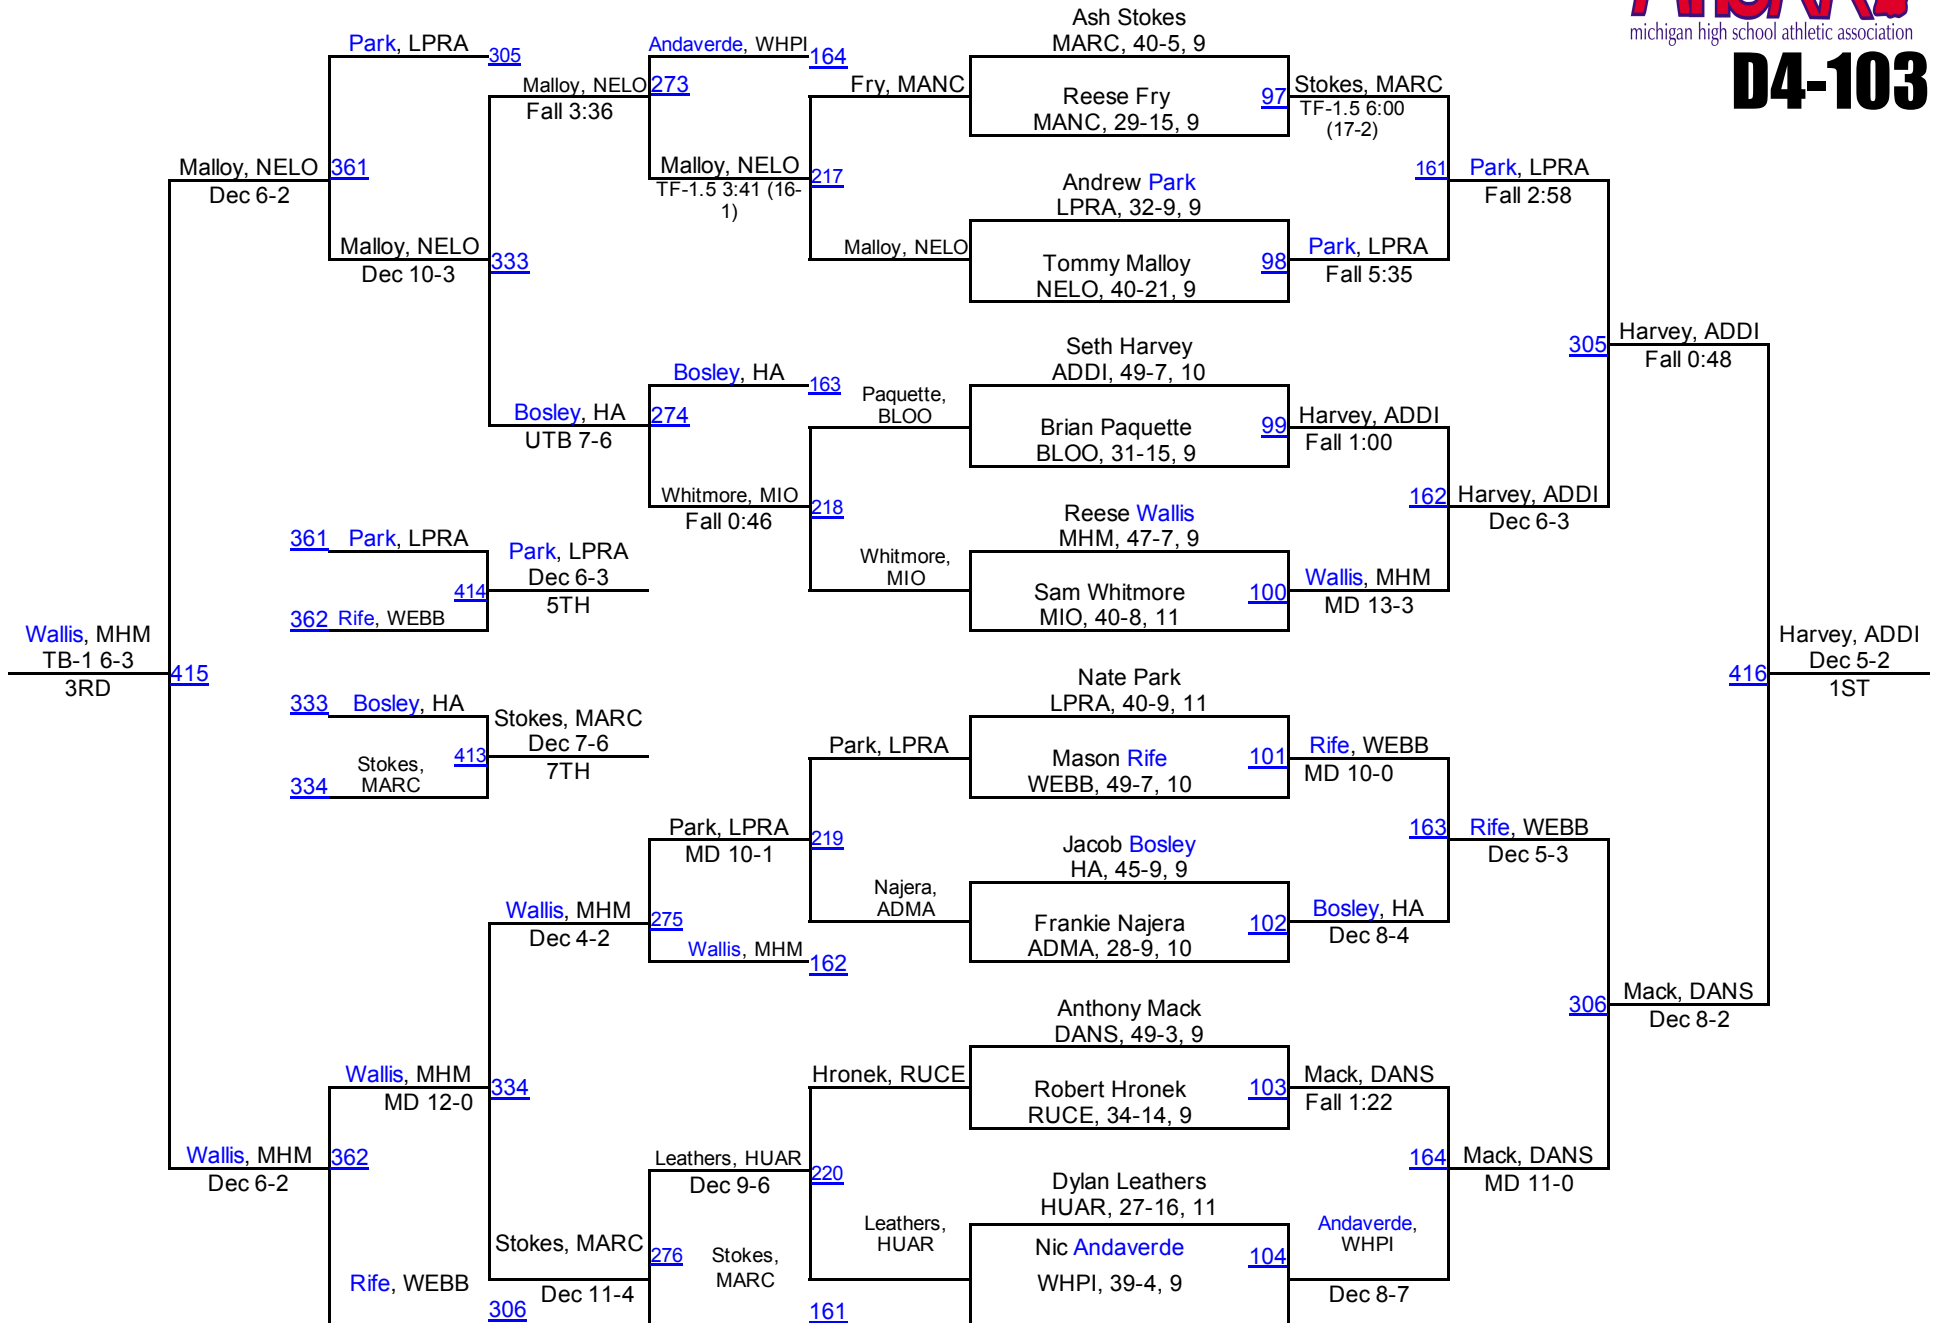 michigan high school athletic association
D4-103
Ash Stokes
MARC, 40-5, 9
Park, LPRA
305
Andaverde, WHPI
164
Malloy, NELO
Fall 3:36
273
Fry, MANC
Reese Fry
MANC, 29-15, 9
97
Stokes, MARC
TF-1.5 6:00
(17-2)
Malloy, NELO
Dec 6-2
361
Malloy, NELO
TF-1.5 3:41 (16-
1)
217
Andrew Park
LPRA, 32-9, 9
161
Park, LPRA
Fall 2:58
Malloy, NELO
Dec 10-3
333
Malloy, NELO
Tommy Malloy
NELO, 40-21, 9
98
Park, LPRA
Fall 5:35
Seth Harvey
ADDI, 49-7, 10
305
Harvey, ADDI
Fall 0:48
Bosley, HA
163
Bosley, HA
UTB 7-6
274
Paquette,
BLOO
Brian Paquette
BLOO, 31-15, 9
99
Harvey, ADDI
Fall 1:00
Whitmore, MIO
Fall 0:46
218
Reese Wallis
MHM, 47-7, 9
162
Harvey, ADDI
Dec 6-3
361
Park, LPRA
Park, LPRA
Dec 6-3
5TH
414
362
Rife, WEBB
Whitmore,
MIO
Sam Whitmore
MIO, 40-8, 11
100
Wallis, MHM
MD 13-3
Wallis, MHM
TB-1 6-3
3RD
415
Nate Park
LPRA, 40-9, 11
416
Harvey, ADDI
Dec 5-2
1ST
333
Bosley, HA
Stokes, MARC
Dec 7-6
7TH
413
334
Stokes,
MARC
Park, LPRA
Mason Rife
WEBB, 49-7, 10
101
Rife, WEBB
MD 10-0
Park, LPRA
MD 10-1
219
Jacob Bosley
HA, 45-9, 9
163
Rife, WEBB
Dec 5-3
Wallis, MHM
Dec 4-2
275
Najera,
ADMA
Frankie Najera
ADMA, 28-9, 10
102
Bosley, HA
Dec 8-4
Wallis, MHM
162
Anthony Mack
DANS, 49-3, 9
306
Mack, DANS
Dec 8-2
Wallis, MHM
MD 12-0
334
Hronek, RUCE
Robert Hronek
RUCE, 34-14, 9
103
Mack, DANS
Fall 1:22
Wallis, MHM
Dec 6-2
362
Leathers, HUAR
Dec 9-6
220
Dylan Leathers
HUAR, 27-16, 11
164
Mack, DANS
MD 11-0
Rife, WEBB
306
Stokes, MARC
Dec 11-4
276
Stokes,
MARC
161
Leathers,
HUAR
Nic Andaverde
WHPI, 39-4, 9
104
Andaverde,
WHPI
Dec 8-7